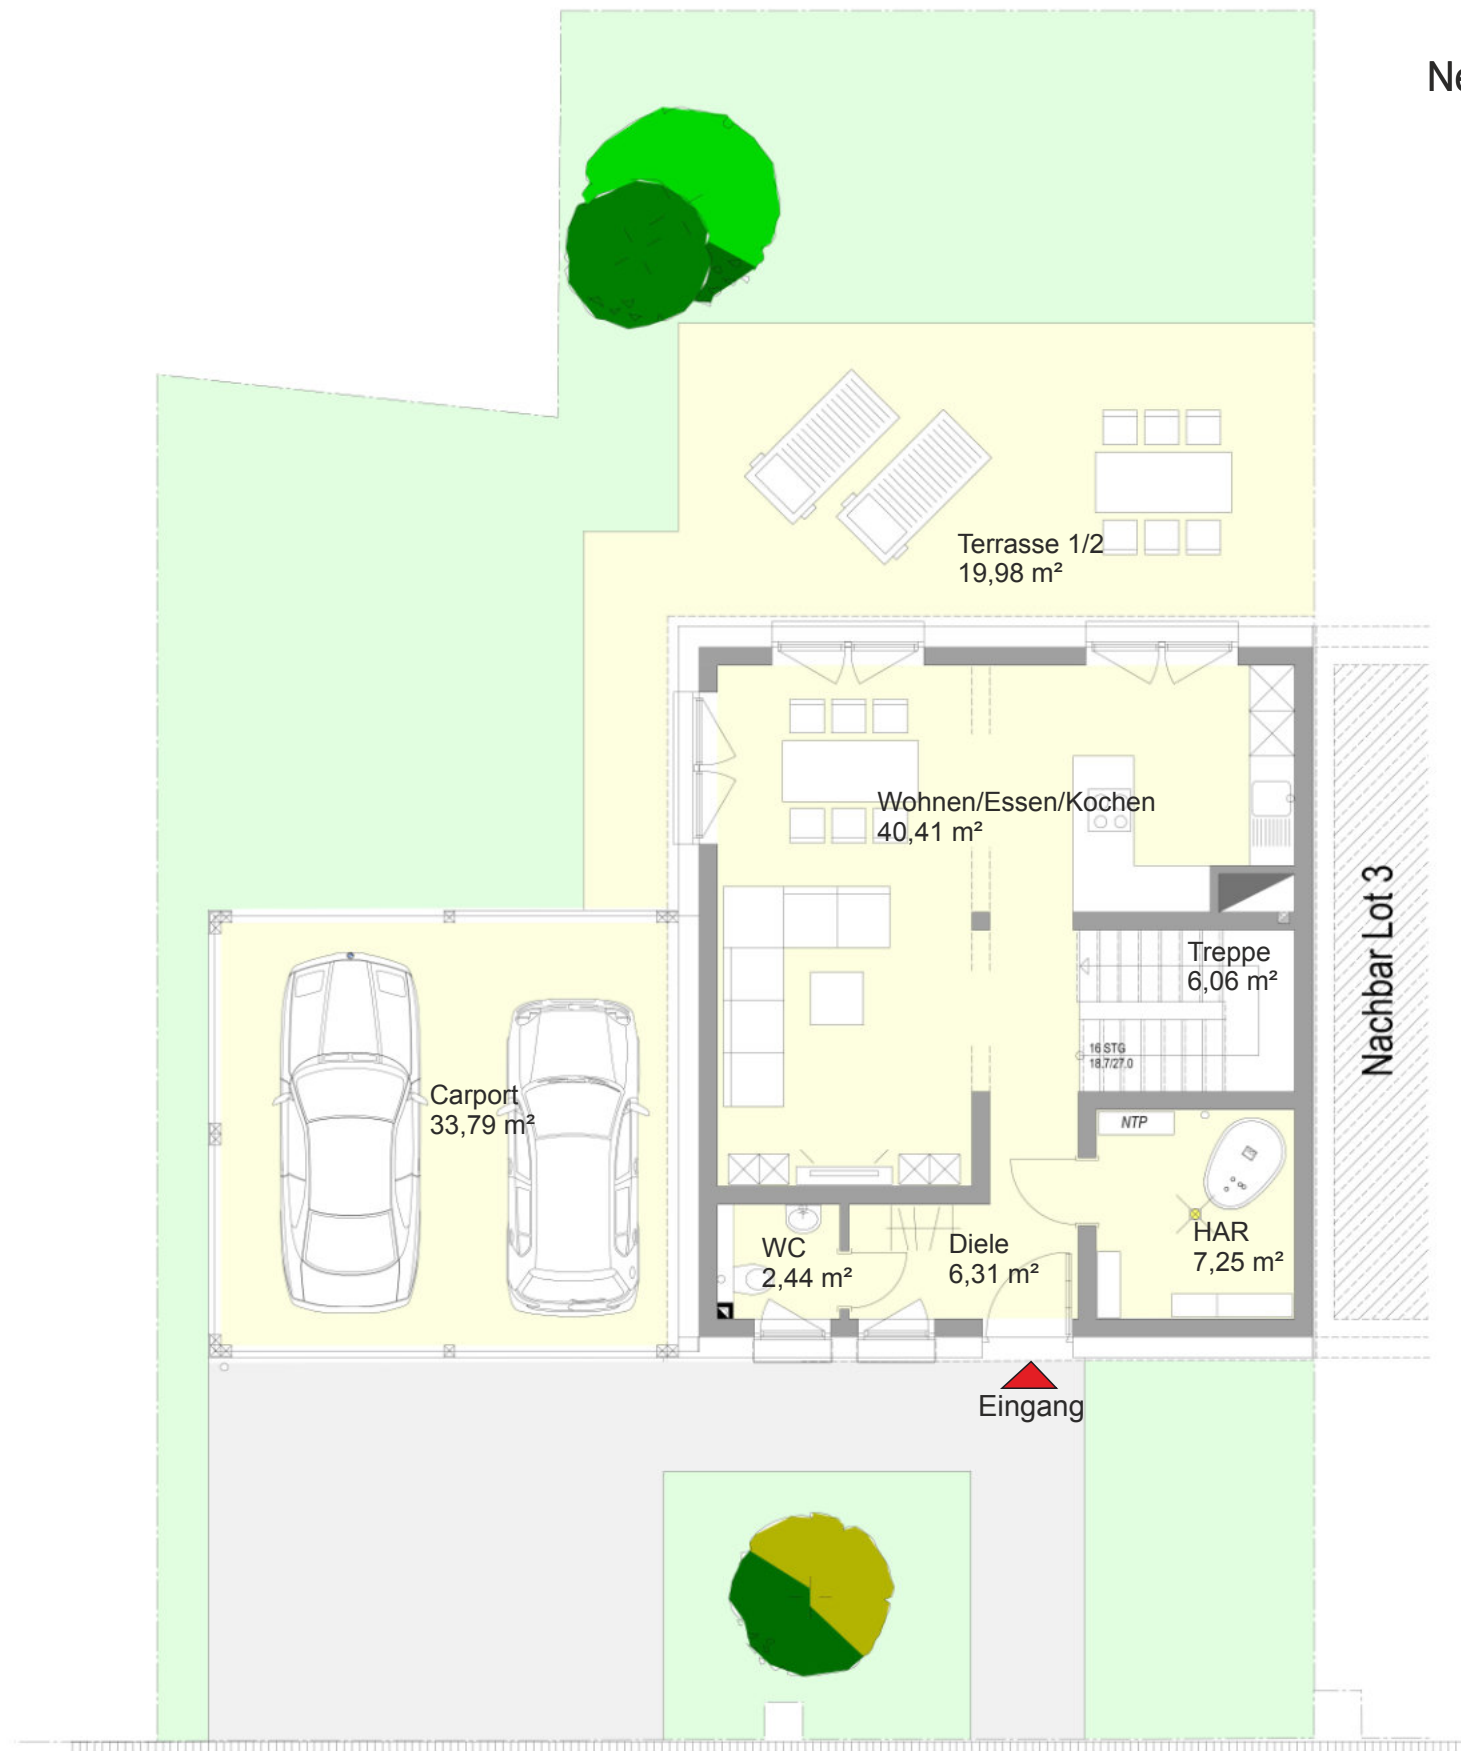 Ne
Terrasse 1/2
19,98 m²
Wohnen/Essen/Kochen
40,41 m²
Nachbar Lot 3
Treppe
6,06 m²
16 STG
18.7/27.0
Carport
33,79 m²
NTP
WC
2,44 m²
Diele
6,31 m²
HAR
7,25 m²
Eingang